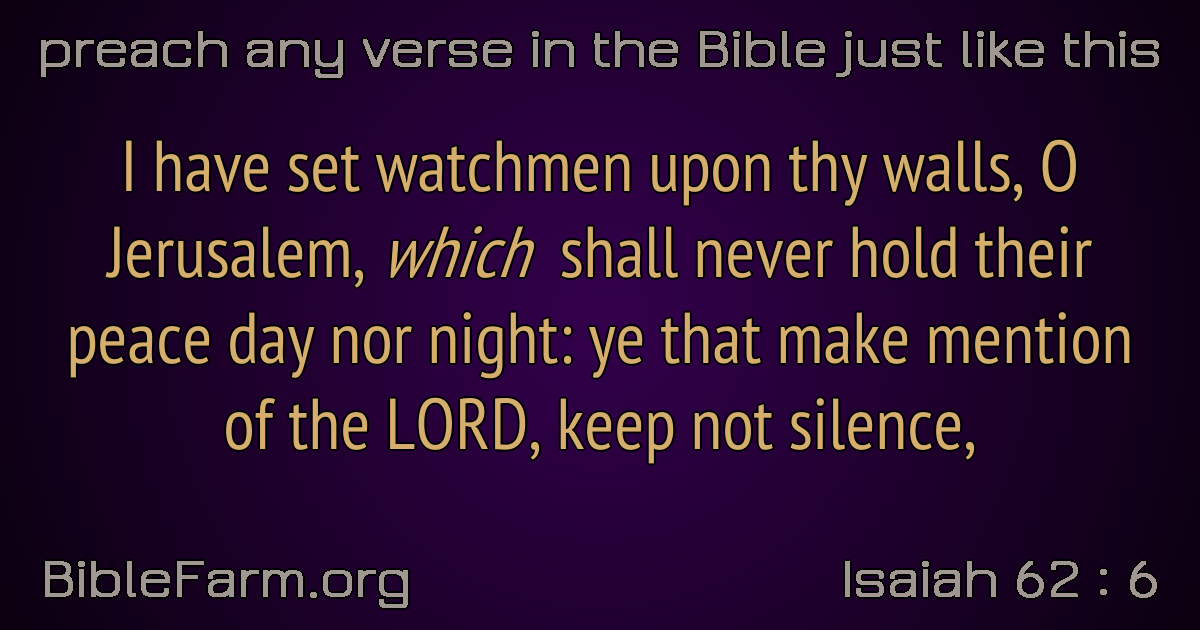 preach any verse in the Bible just like this
I have set watchmen upon thy walls, O
Jerusalem, which shall never hold their
peace day nor night: ye that make mention
of the LORD, keep not silence,
BibleFarm.org
Isaiah 62 : 6